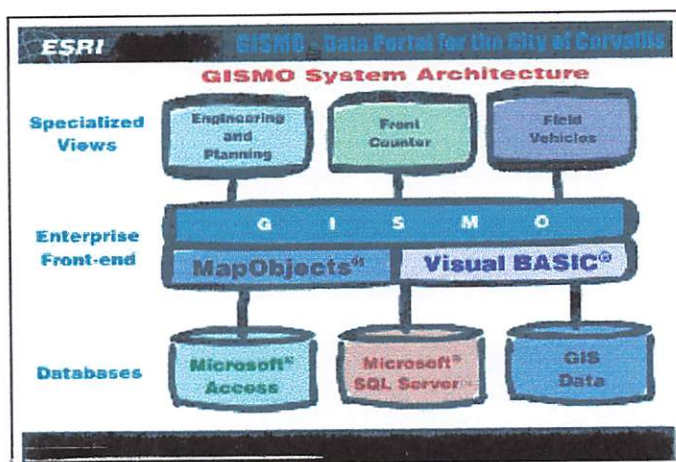 ESRI GISMO - Data Portal for the City of Corvallis
GISMO System Architecture
Specialized
Views
Engineering
and
Planning
Front
Counter
Field
Vehicles
G I S M O
Enterprise
Front-end
MapObjects
Visual BASIC®
Databases
Microsoft®
Access
Microsoft®
SQL Server
GIS
Data